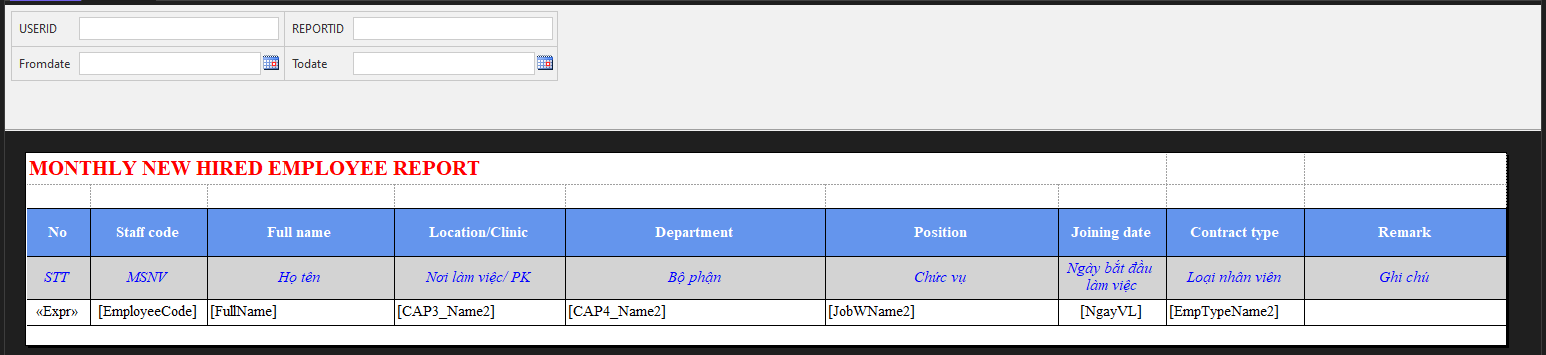 USERID REPORTID
Fromdate Todate
MONTHLY NEW HIRED EMPLOYEE REPORT
No Staff code Full name Location/Clinic Department Position Joining date Contract type Remark
STT MSNV Họ tên Nơi làm việc/ PK Bộ phận Chức vụ Ngày bắt đầu làm việc Loại nhân viên Ghi chú
«Expr» [EmployeeCode] [FullName] [CAP3_Name2] [CAP4_Name2] [JobWName2] [NgayVL] [EmpTypeName2]